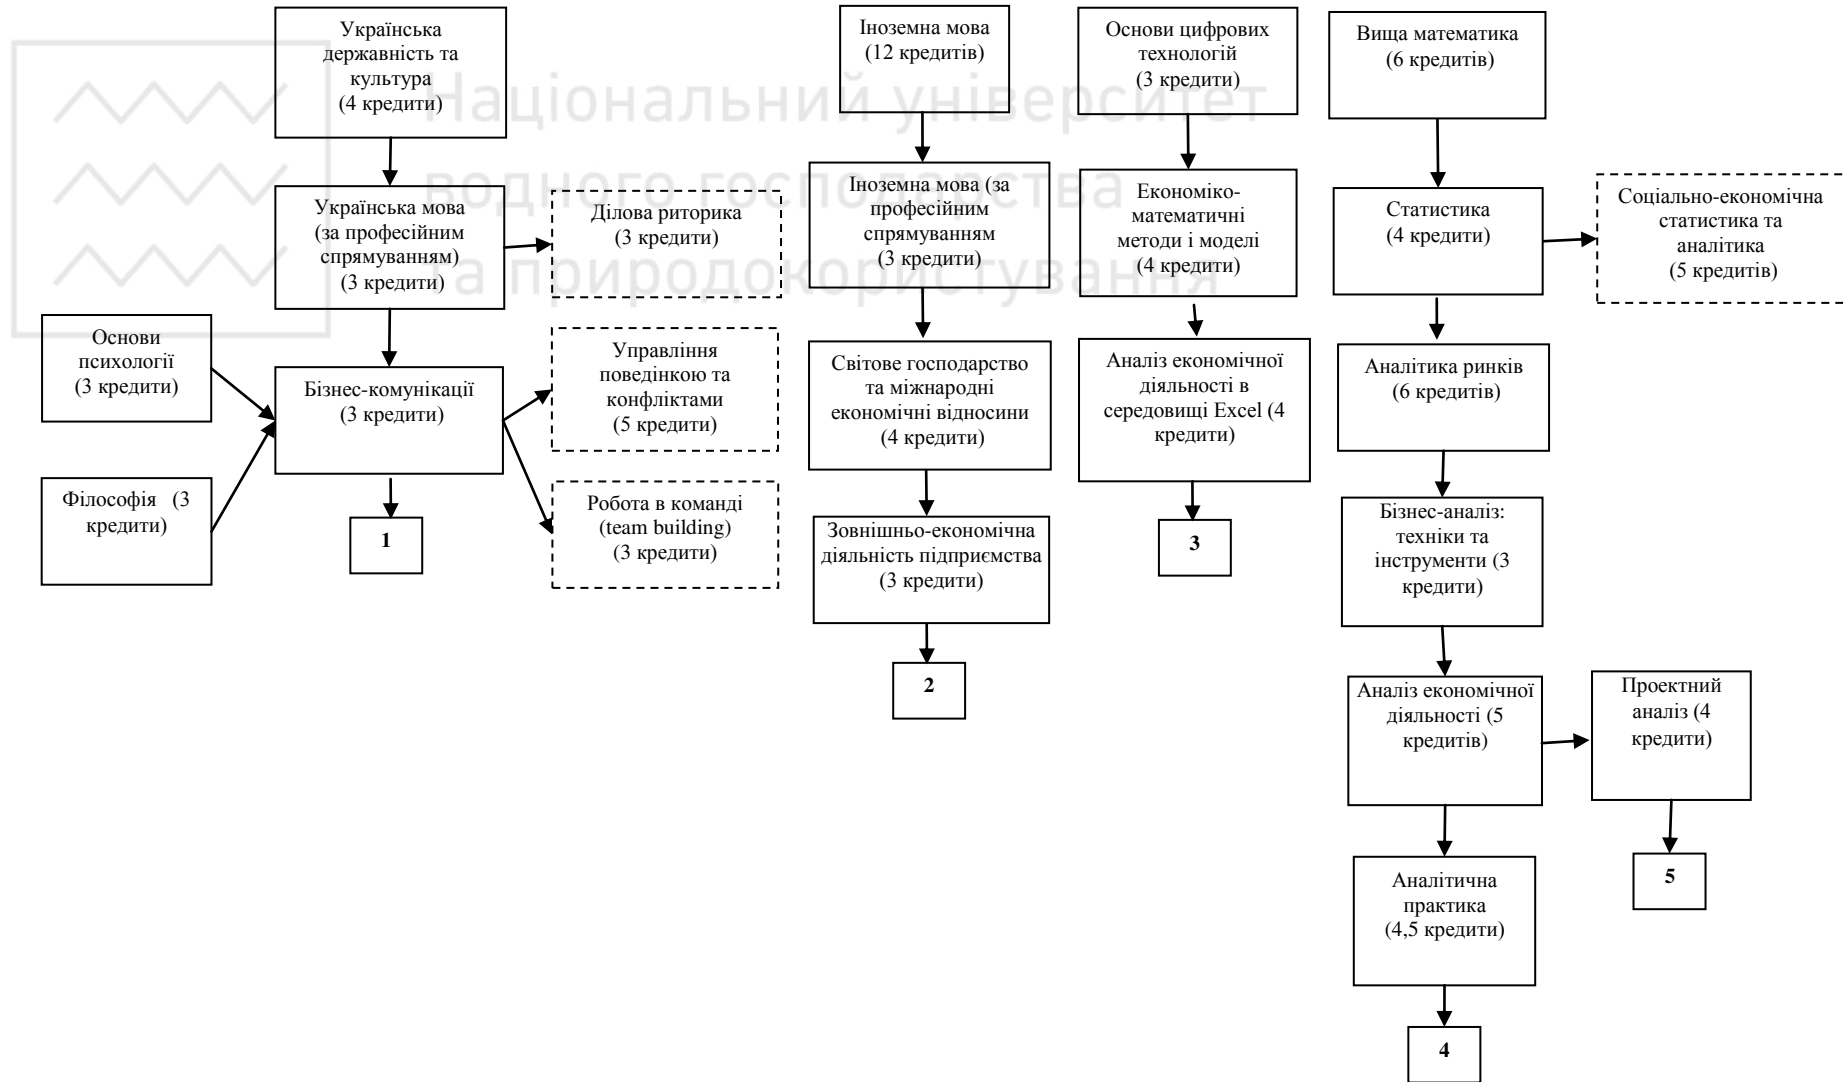 Українська
державність та
культура
(4 кредити)
Іноземна мова
(12 кредитів)
Основи цифрових
технологій
(3 кредити)
Вища математика
(6 кредитів)
Національний університет
водного господарства
та природокористування
Українська мова
(за професійним
спрямуванням)
(3 кредити)
Ділова риторика
(3 кредити)
Іноземна мова (за
професійним
спрямуванням
(3 кредити)
Економіко-
математичні
методи і моделі
(4 кредити)
Статистика
(4 кредити)
Соціально-економічна
статистика та
аналітика
(5 кредитів)
Основи
психології
(3 кредити)
Бізнес-комунікації
(3 кредити)
Управління
поведінкою та
конфліктами
(5 кредити)
Світове господарство
та міжнародні
економічні відносини
(4 кредити)
Аналіз економічної
діяльності в
середовищі Excel (4
кредити)
Аналітика ринків
(6 кредитів)
Філософія (3
кредити)
1
Робота в команді
(team building)
(3 кредити)
Зовнішньо-економічна
діяльність підприємства
(3 кредити)
3
Бізнес-аналіз:
техніки та
інструменти (3
кредити)
2
Аналіз економічної
діяльності (5
кредитів)
Проектний
аналіз (4
кредити)
Аналітична
практика
(4,5 кредити)
5
4